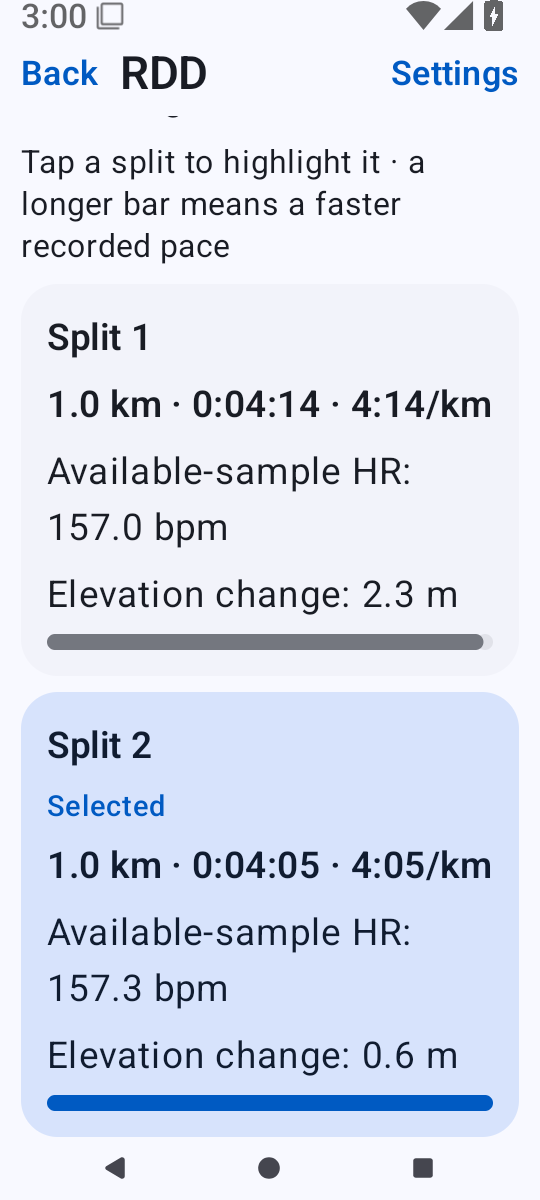 3:00
Back RDD Settings
Tap a split to highlight it · a
longer bar means a faster
recorded pace
Split 1
1.0 km · 0:04:14 · 4:14/km
Available-sample HR:
157.0 bpm
Elevation change: 2.3 m
Split 2
Selected
1.0 km · 0:04:05 · 4:05/km
Available-sample HR:
157.3 bpm
Elevation change: 0.6 m